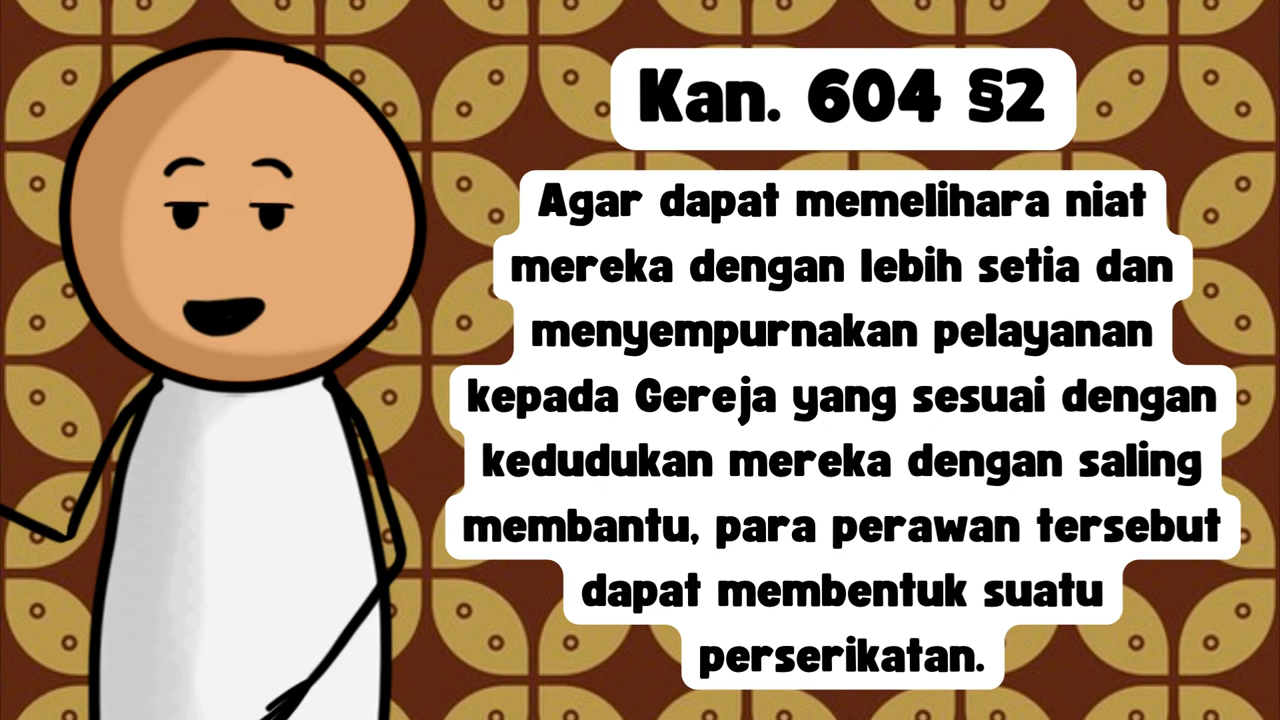 Kan. 604 §2
Agar dapat memelihara niat
mereka dengan lebih setia dan
menyempurnakan pelayanan
kepada Gereja yang sesuai dengan
kedudukan mereka dengan saling
membantu, para perawan tersebut
dapat membentuk suatu
perserikatan.